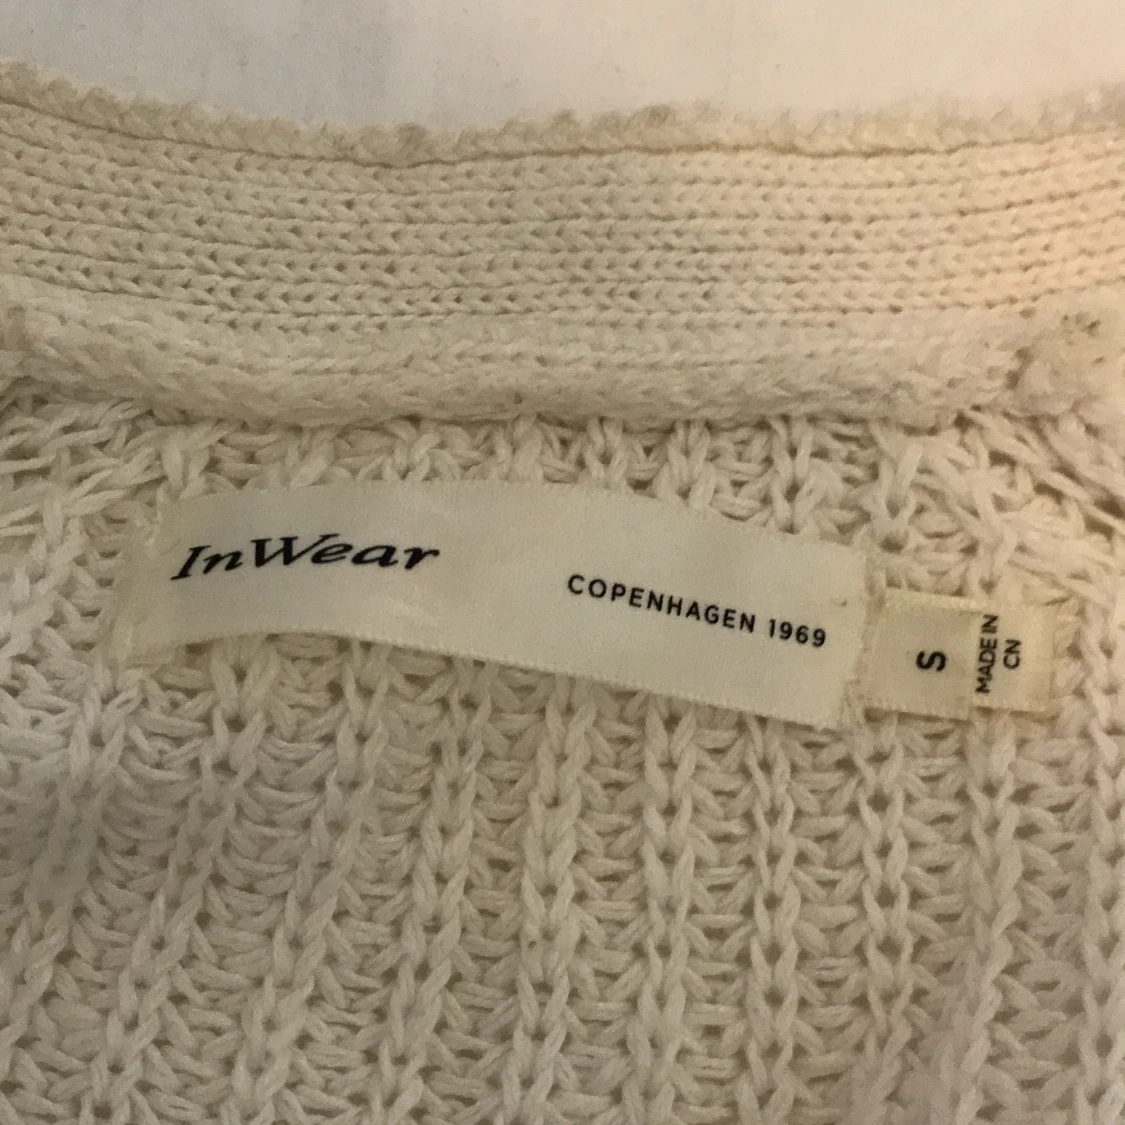 InWear
COPENHAGEN 1969
S
MADE IN
CN